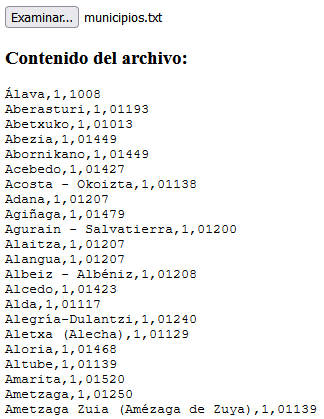 Examinar... municipios.txt
Contenido del archivo:
Álava,1,1008
Aberasturi,1,01193
Abetxuko,1,01013
Abezia,1,01449
Abornikano,1,01449
Acebedo,1,01427
Acosta - Okoizta,1,01138
Adana,1,01207
Agiñaga,1,01479
Agurain - Salvatierra,1,01200
Alaitza,1,01207
Alangua,1,01207
Albeiz - Albéniz,1,01208
Alcedo,1,01423
Alda,1,01117
Alegría-Dulantzi,1,01240
Aletxa (Alecha),1,01129
Aloria,1,01468
Altube,1,01139
Amarita,1,01520
Ametzaga,1,01250
Ametzaga Zuia (Amézaga de Zuya),1,01139